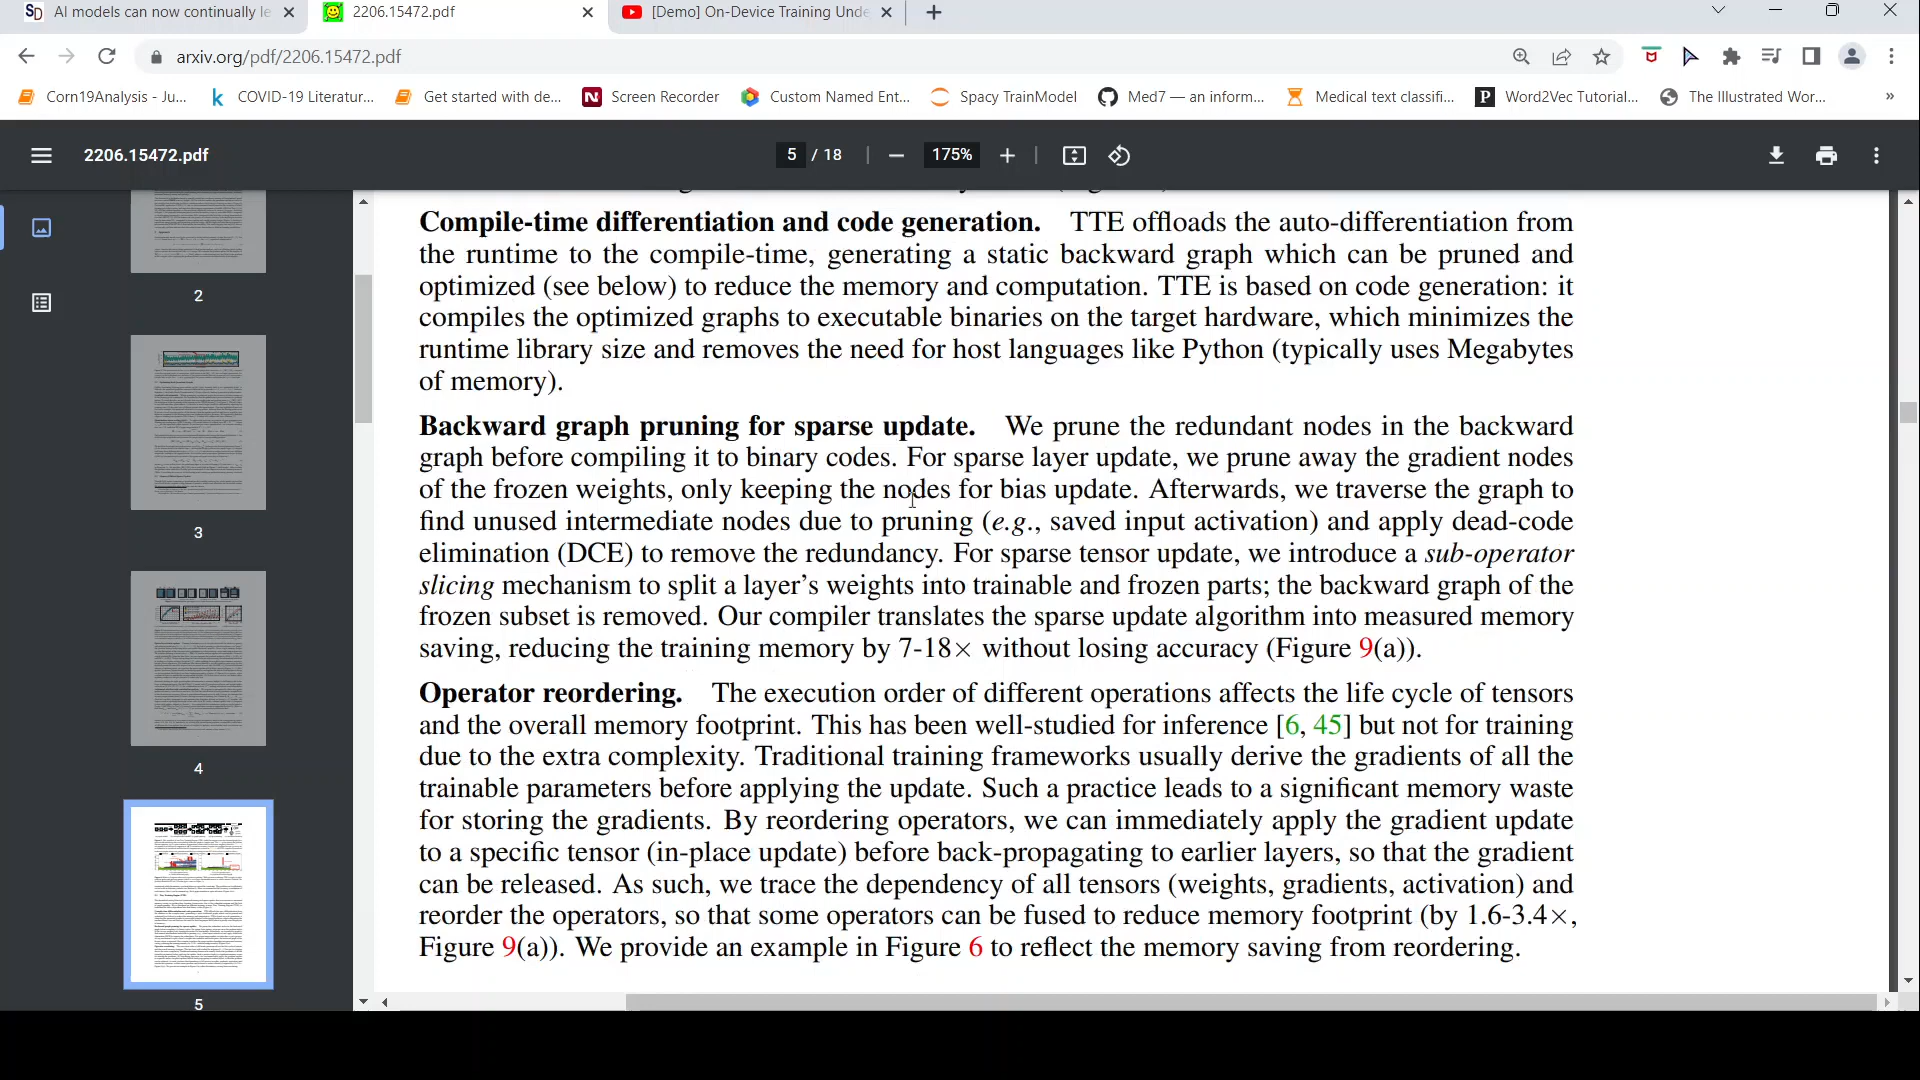 AI models can now continually le
2206.15472.pdf
[Demo] On-Device Training Unde
arxiv.org/pdf/2206.15472.pdf
Corn19Analysis - Ju...
COVID-19 Literatur...
Get started with de...
Screen Recorder
Custom Named Ent...
Spacy TrainModel
Med7 — an inform...
Medical text classifi...
Word2Vec Tutorial...
The Illustrated Wor...
2206.15472.pdf
5 / 18
175%
2
3
4
5
Compile-time differentiation and code generation. TTE offloads the auto-differentiation from
the runtime to the compile-time, generating a static backward graph which can be pruned and
optimized (see below) to reduce the memory and computation. TTE is based on code generation: it
compiles the optimized graphs to executable binaries on the target hardware, which minimizes the
runtime library size and removes the need for host languages like Python (typically uses Megabytes
of memory).
Backward graph pruning for sparse update. We prune the redundant nodes in the backward
graph before compiling it to binary codes. For sparse layer update, we prune away the gradient nodes
of the frozen weights, only keeping the nodes for bias update. Afterwards, we traverse the graph to
find unused intermediate nodes due to pruning (e.g., saved input activation) and apply dead-code
elimination (DCE) to remove the redundancy. For sparse tensor update, we introduce a sub-operator
slicing mechanism to split a layer's weights into trainable and frozen parts; the backward graph of the
frozen subset is removed. Our compiler translates the sparse update algorithm into measured memory
saving, reducing the training memory by 7-18× without losing accuracy (Figure 9(a)).
Operator reordering. The execution order of different operations affects the life cycle of tensors
and the overall memory footprint. This has been well-studied for inference [6, 45] but not for training
due to the extra complexity. Traditional training frameworks usually derive the gradients of all the
trainable parameters before applying the update. Such a practice leads to a significant memory waste
for storing the gradients. By reordering operators, we can immediately apply the gradient update
to a specific tensor (in-place update) before back-propagating to earlier layers, so that the gradient
can be released. As such, we trace the dependency of all tensors (weights, gradients, activation) and
reorder the operators, so that some operators can be fused to reduce memory footprint (by 1.6-3.4×,
Figure 9(a)). We provide an example in Figure 6 to reflect the memory saving from reordering.